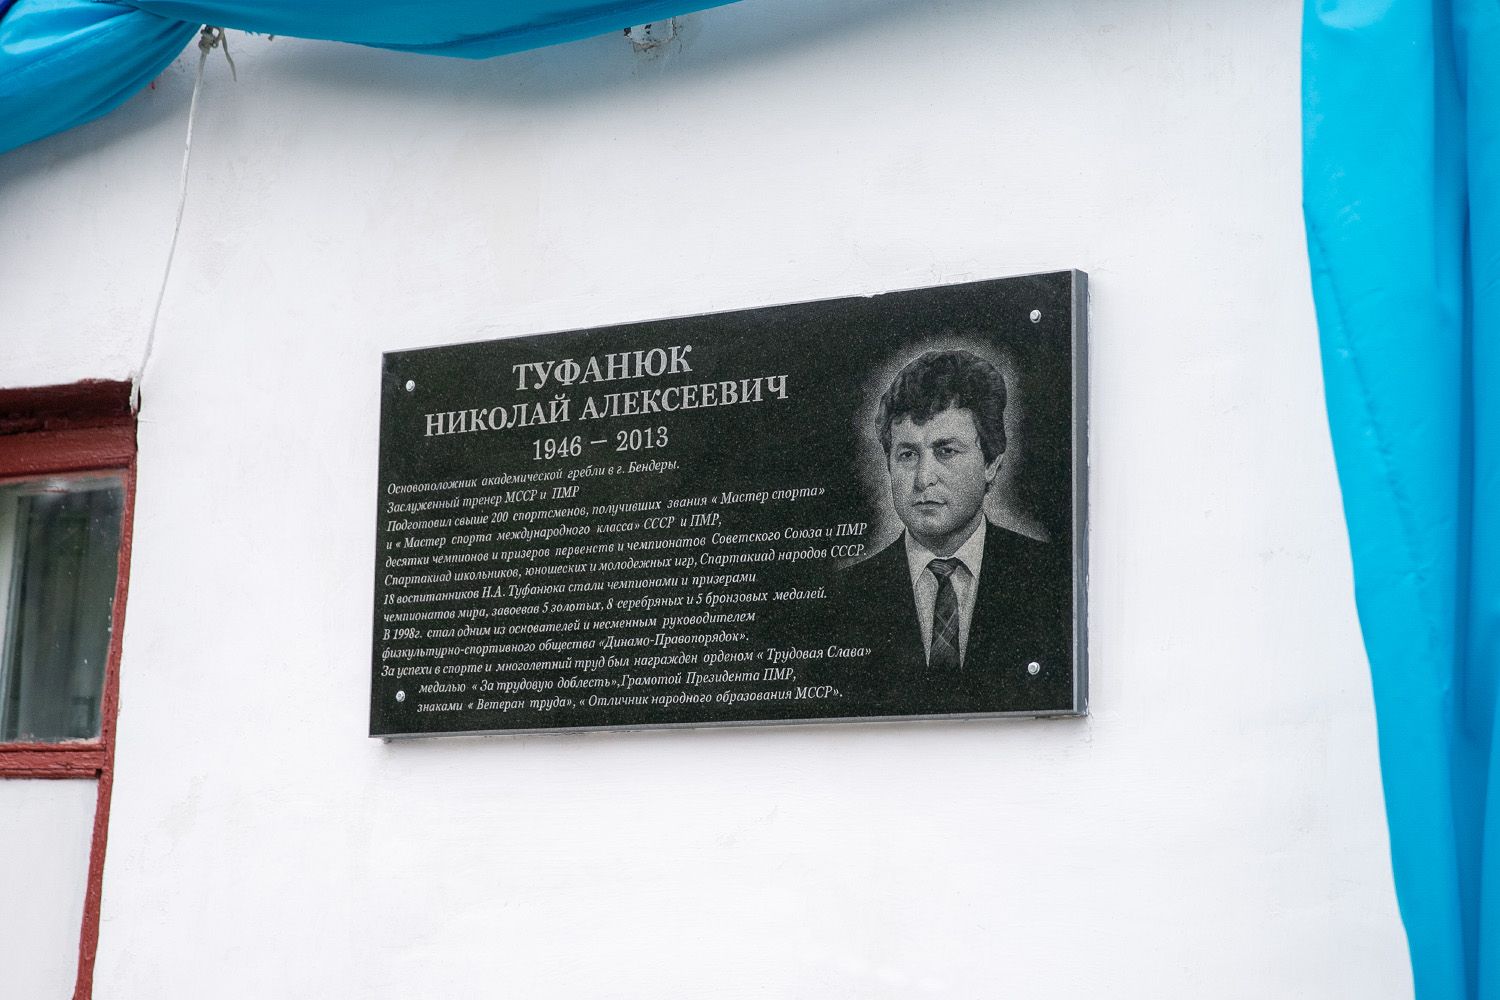 ТУФАНЮК
НИКОЛАЙ АЛЕКСЕЕВИЧ
1946 – 2013
Основоположник академической гребли в г. Бендеры.
Заслуженный тренер МССР и ПМР
Подготовил свыше 200 спортсменов, получивших звания « Мастер спорта»
и « Мастер спорта международного класса» СССР и ПМР,
десятки чемпионов и призеров первенств и чемпионатов Советского Союза и ПМР
Спартакиад школьников, юношеских и молодежных игр, Спартакиад народов СССР.
18 воспитанников Н.А. Туфанюка стали чемпионами и призерами
чемпионатов мира, завоевав 5 золотых, 8 серебряных и 5 бронзовых медалей.
В 1998г. стал одним из основателей и несменным руководителем
физкультурно-спортивного общества «Динамо-Правопорядок».
За успехи в спорте и многолетний труд был награжден орденом « Трудовая Слава»
медалью « За трудовую доблесть»,Грамотой Президента ПМР,
знаками « Ветеран труда», « Отличник народного образования МССР».